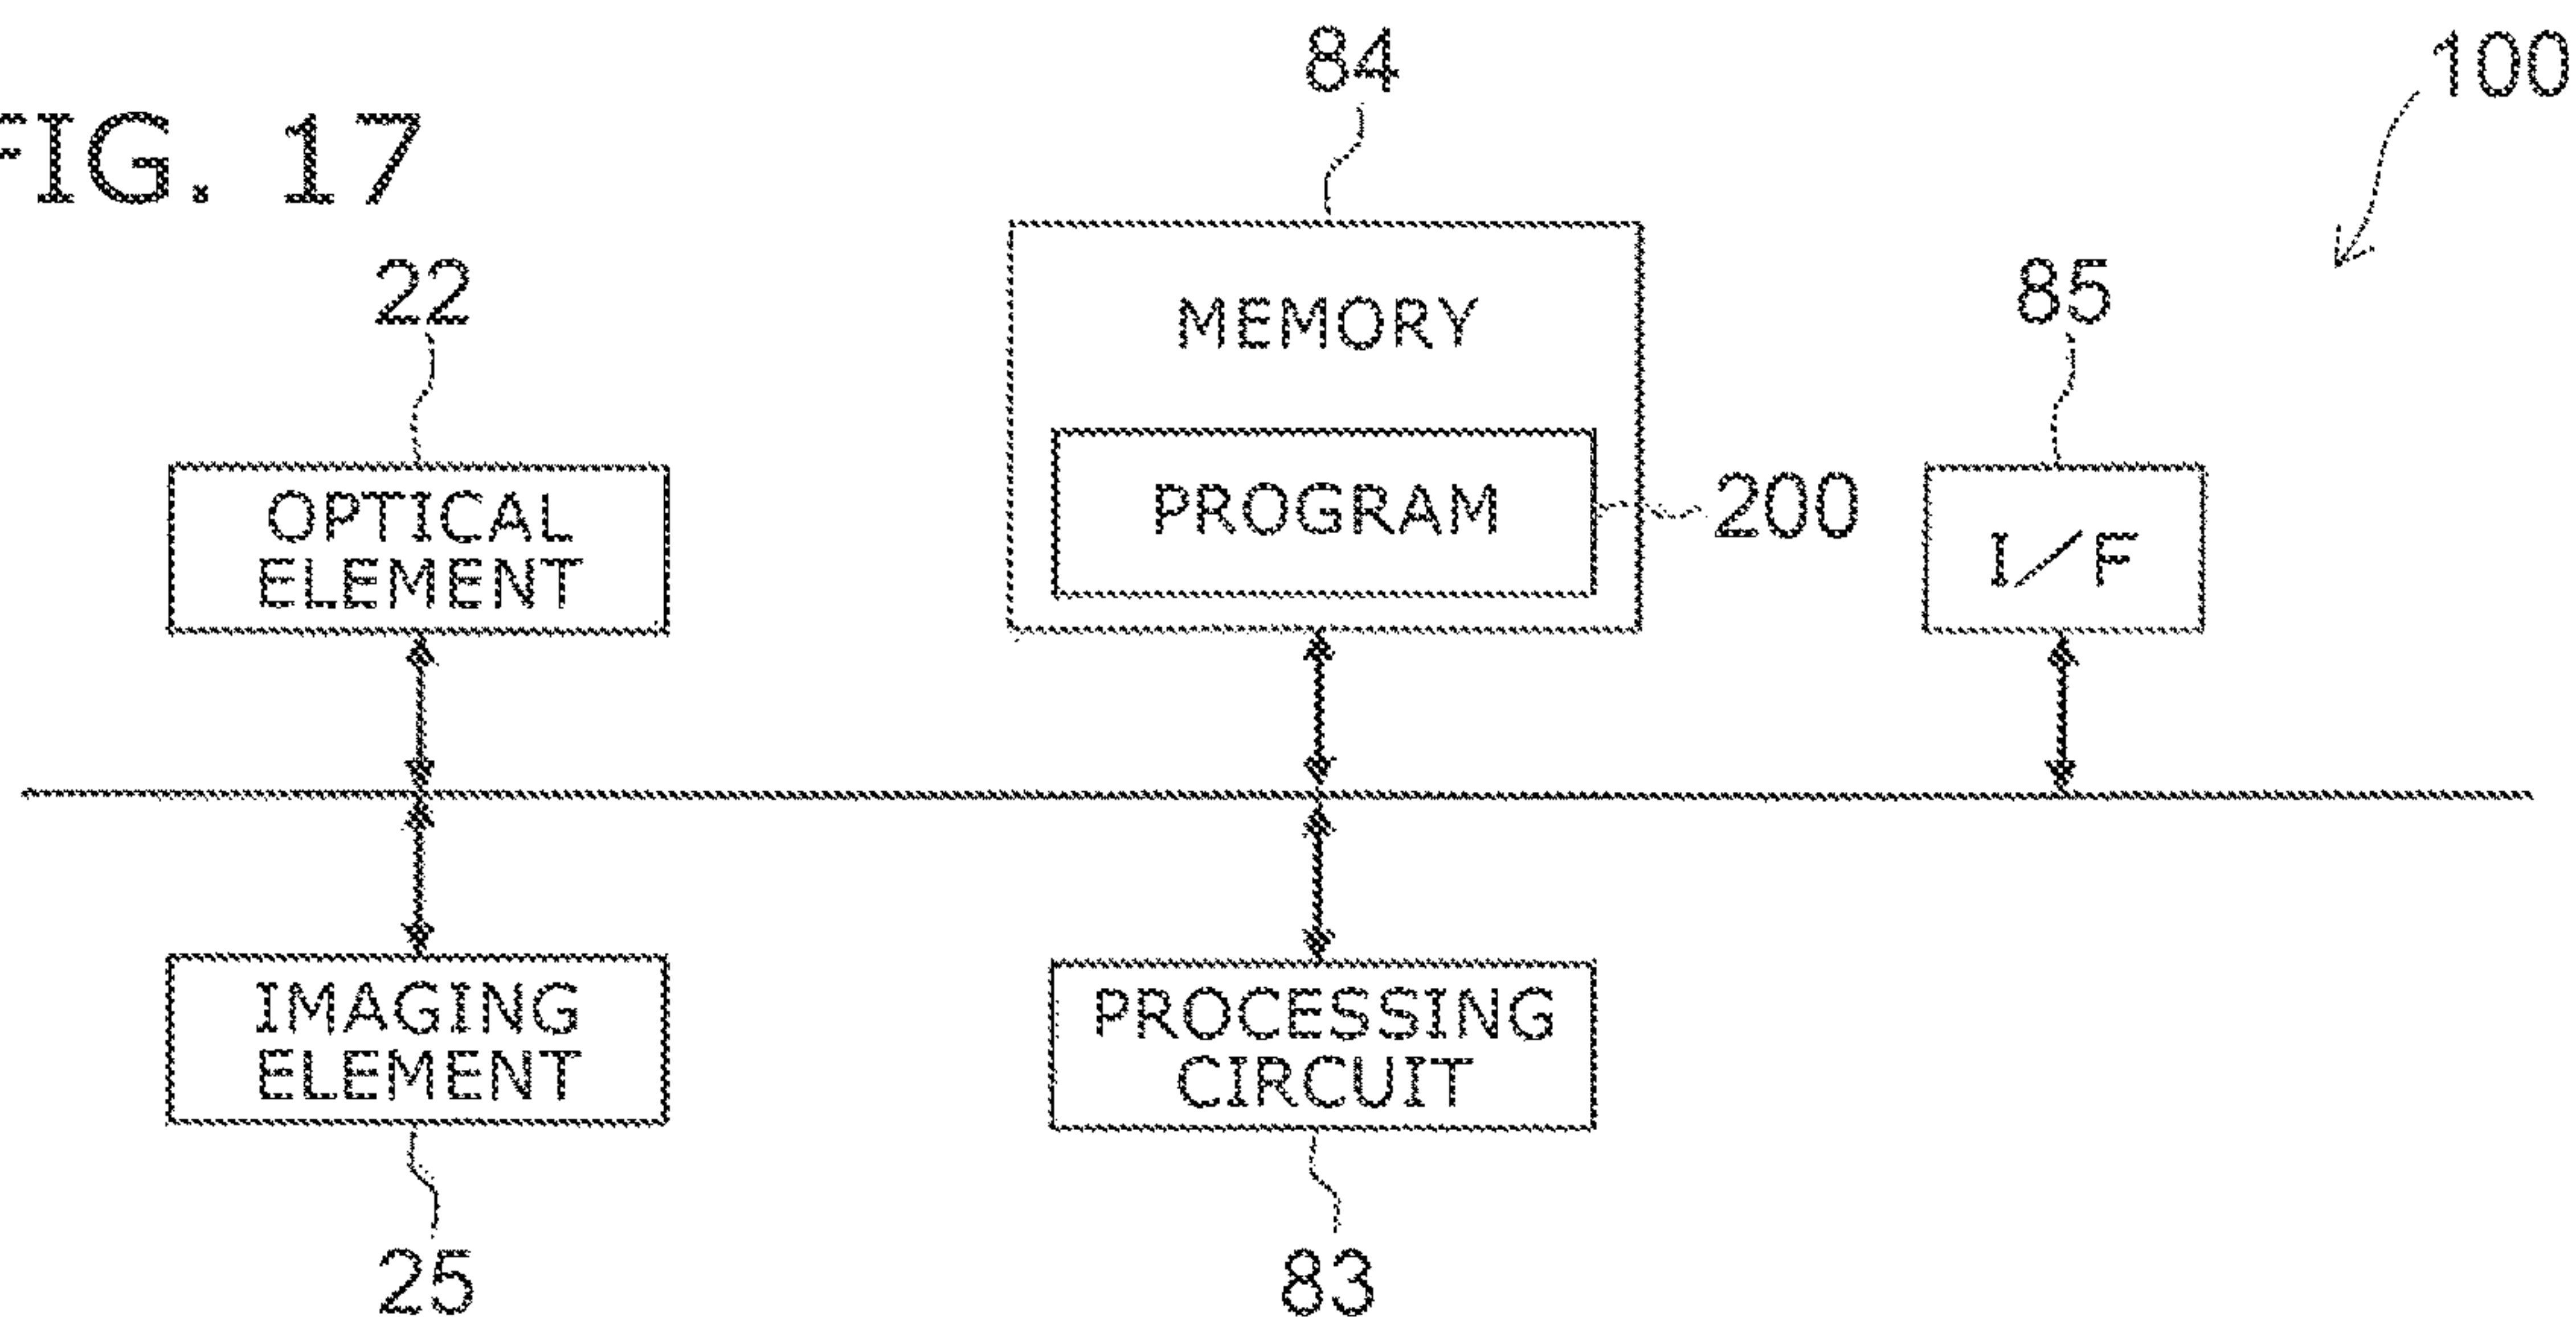 FIG. 17
84
100
22
85
MEMORY
PROGRAM
200
OPTICAL
ELEMENT
I/F
IMAGING
ELEMENT
PROCESSING
CIRCUIT
25
83